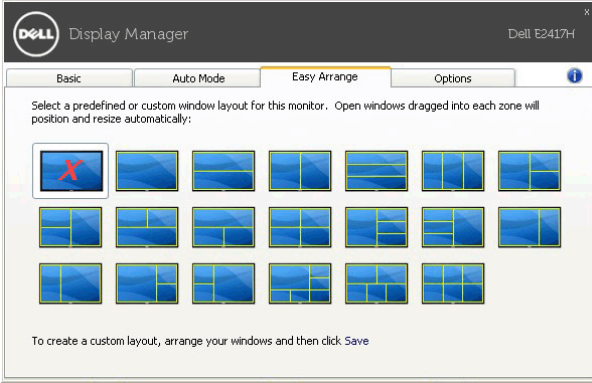 x
DELL Display Manager
Dell E2417H
Basic Auto Mode Easy Arrange Options i
Select a predefined or custom window layout for this monitor. Open windows dragged into each zone will
position and resize automatically:
X
To create a custom layout, arrange your windows and then click Save